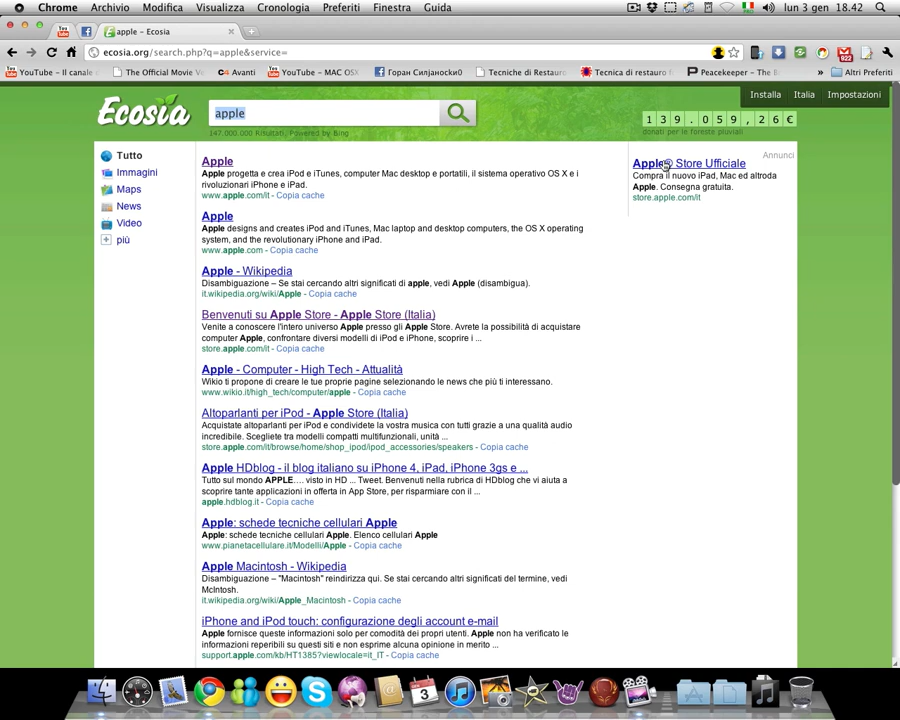 Chrome Archivio Modifica Visualizza Cronologia Preferiti Finestra Guida lun 3 gen 18.42
apple – Ecosia
ecosia.org/search.php?q=apple&service=
922
YouTube - Il canale The Official Movie C4 Avanti YouTube - MAC OSX Горан Силјаноски0 Tecniche di Restauro Tecnica di restauro Peacekeeper - The B » Altri Preferiti
Installa Italia Impostazioni
Ecosia
apple
139.059,26€
147.000.000 Risultati, Powered by Bing
donati per le foreste pluviali
Tutto
Immagini
Maps
News
Video
più
Apple
Apple progetta e crea iPod e iTunes, computer Mac desktop e portatili, il sistema operativo OS X e i
rivoluzionari iPhone e iPad.
www.apple.com/it - Copia cache
Apple
Apple designs and creates iPod and iTunes, Mac laptop and desktop computers, the OS X operating
system, and the revolutionary iPhone and iPad.
www.apple.com - Copia cache
Apple - Wikipedia
Disambiguazione – Se stai cercando altri significati di apple, vedi Apple (disambigua).
it.wikipedia.org/wiki/Apple - Copia cache
Benvenuti su Apple Store - Apple Store (Italia)
Venite a conoscere l'intero universo Apple presso gli Apple Store. Avrete la possibilità di acquistare
computer Apple, confrontare diversi modelli di iPod e iPhone, scoprire i ...
store.apple.com/it - Copia cache
Apple - Computer - High Tech - Attualità
Wikio ti propone di creare le tue proprie pagine selezionando le news che più ti interessano.
www.wikio.it/high_tech/computer/apple - Copia cache
Altoparlanti per iPod - Apple Store (Italia)
Acquistate altoparlanti per iPod e condividete la vostra musica con tutti grazie a una qualità audio
incredibile. Scegliete tra modelli compatti multifunzionali, unità ...
store.apple.com/it/browse/home/shop_ipod/ipod_accessories/speakers - Copia cache
Apple HDblog - il blog italiano su iPhone 4, iPad, iPhone 3gs e ...
Tutto sul mondo APPLE.... visto in HD ... Tweet. Benvenuti nella rubrica di HDblog che vi aiuta a
scoprire tante applicazioni in offerta in App Store, per risparmiare con il ...
apple.hdblog.it - Copia cache
Apple: schede tecniche cellulari Apple
Apple: schede tecniche cellulari Apple. Elenco cellulari Apple
www.pianetacellulare.it/Modelli/Apple - Copia cache
Apple Macintosh - Wikipedia
Disambiguazione – "Macintosh" reindirizza qui. Se stai cercando altri significati del termine, vedi
McIntosh.
it.wikipedia.org/wiki/Apple_Macintosh - Copia cache
iPhone and iPod touch: configurazione degli account e-mail
Apple fornisce queste informazioni solo per comodità dei propri utenti. Apple non ha verificato le
informazioni reperibili su questi siti e non esprime alcuna opinione in merito ...
support.apple.com/kb/HT1385?viewlocale=it_IT - Copia cache
Annunci
Apple® Store Ufficiale
Compra il nuovo iPad, Mac ed altroda
Apple. Consegna gratuita.
store.apple.com/it
3